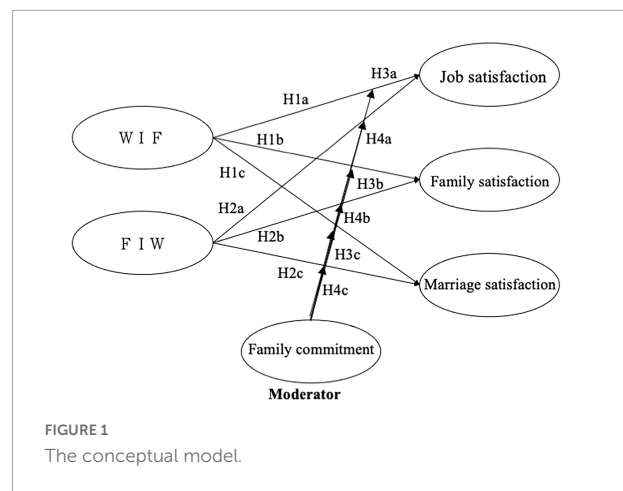 H3a
Job satisfaction
H1a
W I F
H1b
H4a
H1c
H3b
Family satisfaction
H2a
H4b
F I W
H2b
H3c
H2c
Marriage satisfaction
H4c
Family commitment
Moderator
FIGURE 1
The conceptual model.